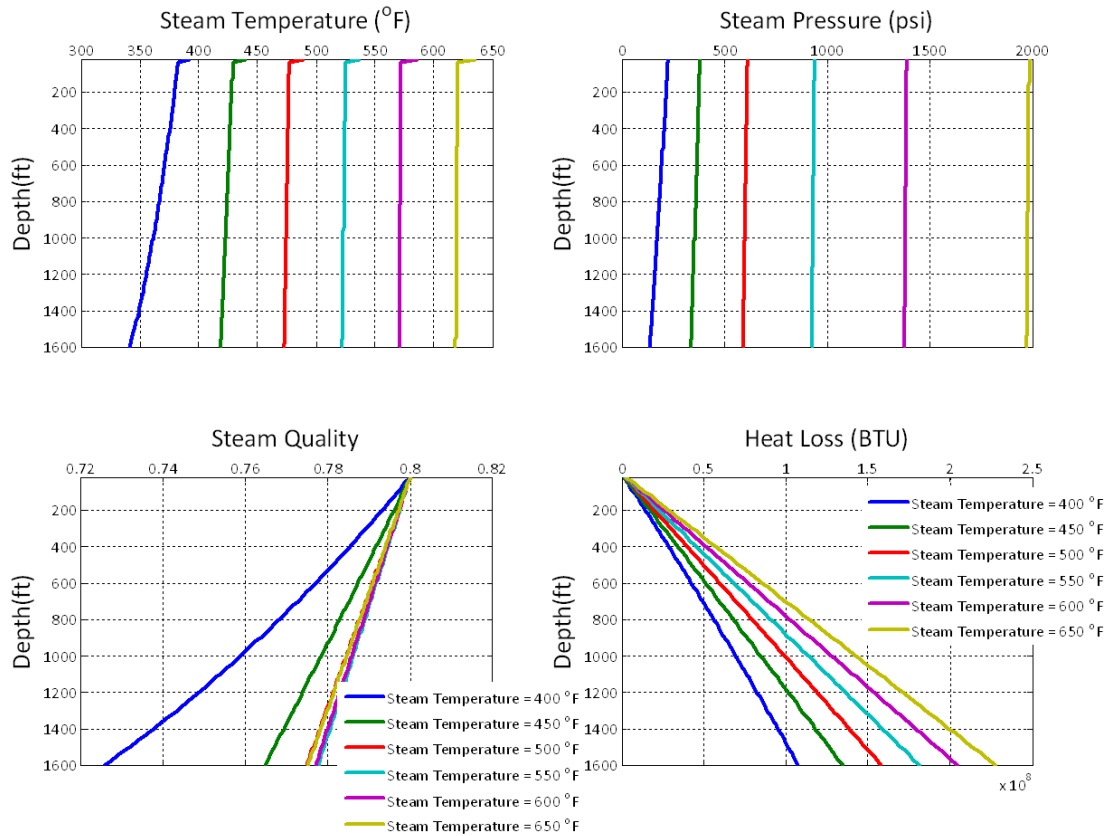 Steam Temperature (°F)
300 350 400 450 500 550 600 650
Depth(ft)
200
400
600
800
1000
1200
1400
1600
Steam Pressure (psi)
0 500 1000 1500 2000
Depth(ft)
200
400
600
800
1000
1200
1400
1600
Steam Quality
0.72 0.74 0.76 0.78 0.8 0.82
Depth(ft)
200
400
600
800
1000
1200
1400
1600
Steam Temperature = 400 °F
Steam Temperature = 450 °F
Steam Temperature = 500 °F
Steam Temperature = 550 °F
Steam Temperature = 600 °F
Steam Temperature = 650 °F
Heat Loss (BTU)
0 0.5 1 1.5 2 2.5
Depth(ft)
200
400
600
800
1000
1200
1400
1600
Steam Temperature = 400 °F
Steam Temperature = 450 °F
Steam Temperature = 500 °F
Steam Temperature = 550 °F
Steam Temperature = 600 °F
Steam Temperature = 650 °F
x10⁸